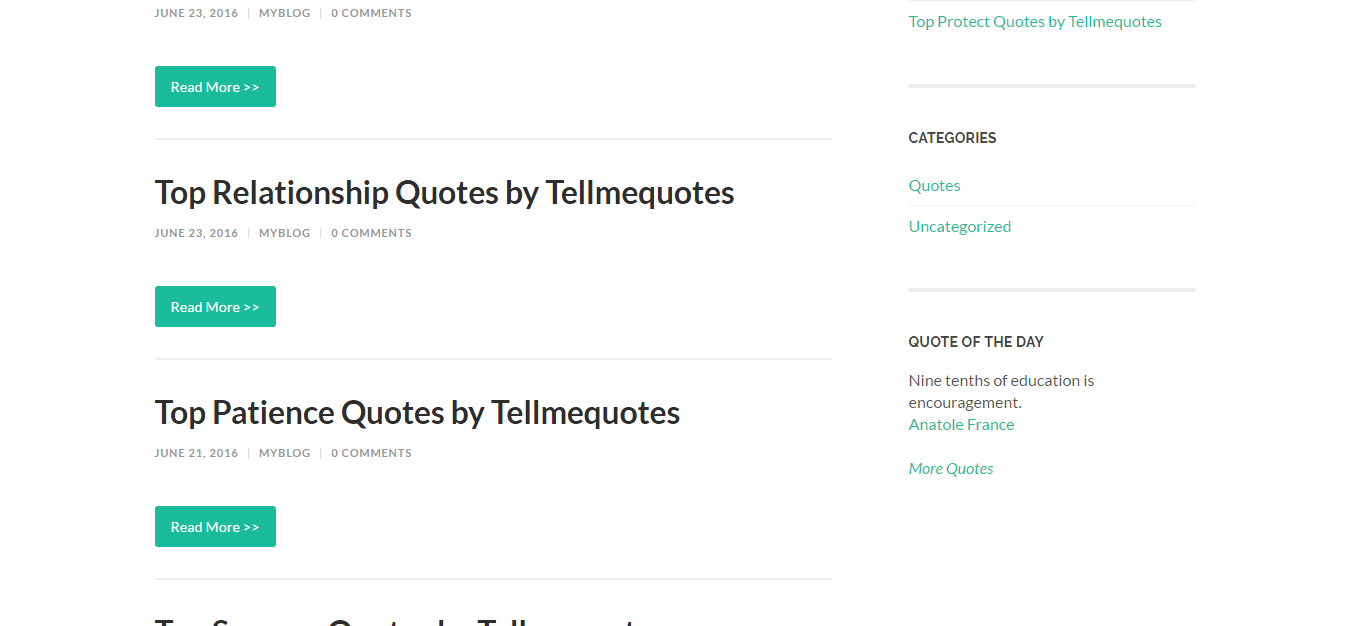 JUNE 23, 2016 | MYBLOG | 0 COMMENTS
Read More >>
Top Relationship Quotes by Tellmequotes
JUNE 23, 2016 | MYBLOG | 0 COMMENTS
Read More >>
Top Patience Quotes by Tellmequotes
JUNE 21, 2016 | MYBLOG | 0 COMMENTS
Read More >>
Top Protect Quotes by Tellmequotes
CATEGORIES
Quotes
Uncategorized
QUOTE OF THE DAY
Nine tenths of education is
encouragement.
Anatole France
More Quotes